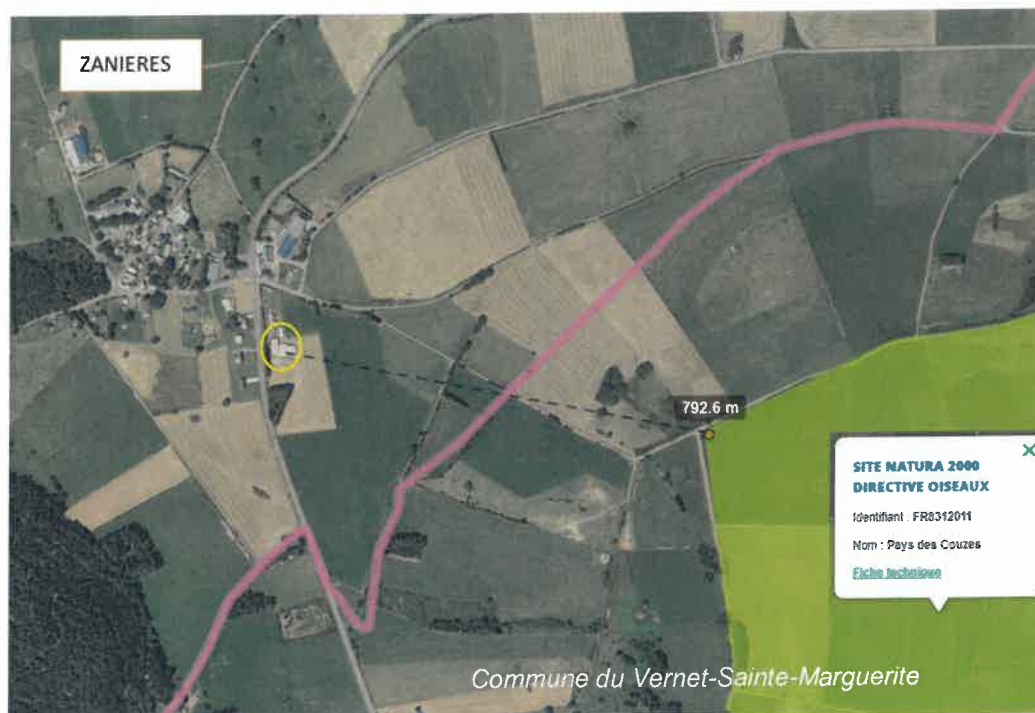 ZANIERES
792.6 m
SITE NATURA 2000
DIRECTIVE OISEAUX
Identifiant : FR8312011
Nom : Pays des Couzes
Fiche technique
Commune du Vernet-Sainte-Marguerite